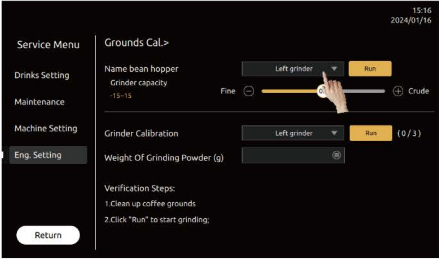 15:16
2024/01/16
Service Menu
Grounds Cal.>
Drinks Setting
Maintenance
Machine Setting
Eng. Setting
Return
Name bean hopper
Left grinder
Run
Grinder capacity
-15~15
Fine
Crude
Grinder Calibration
Left grinder
Run
(0/3)
Weight Of Grinding Powder (g)
Verification Steps:
1.Clean up coffee grounds
2.Click "Run" to start grinding;